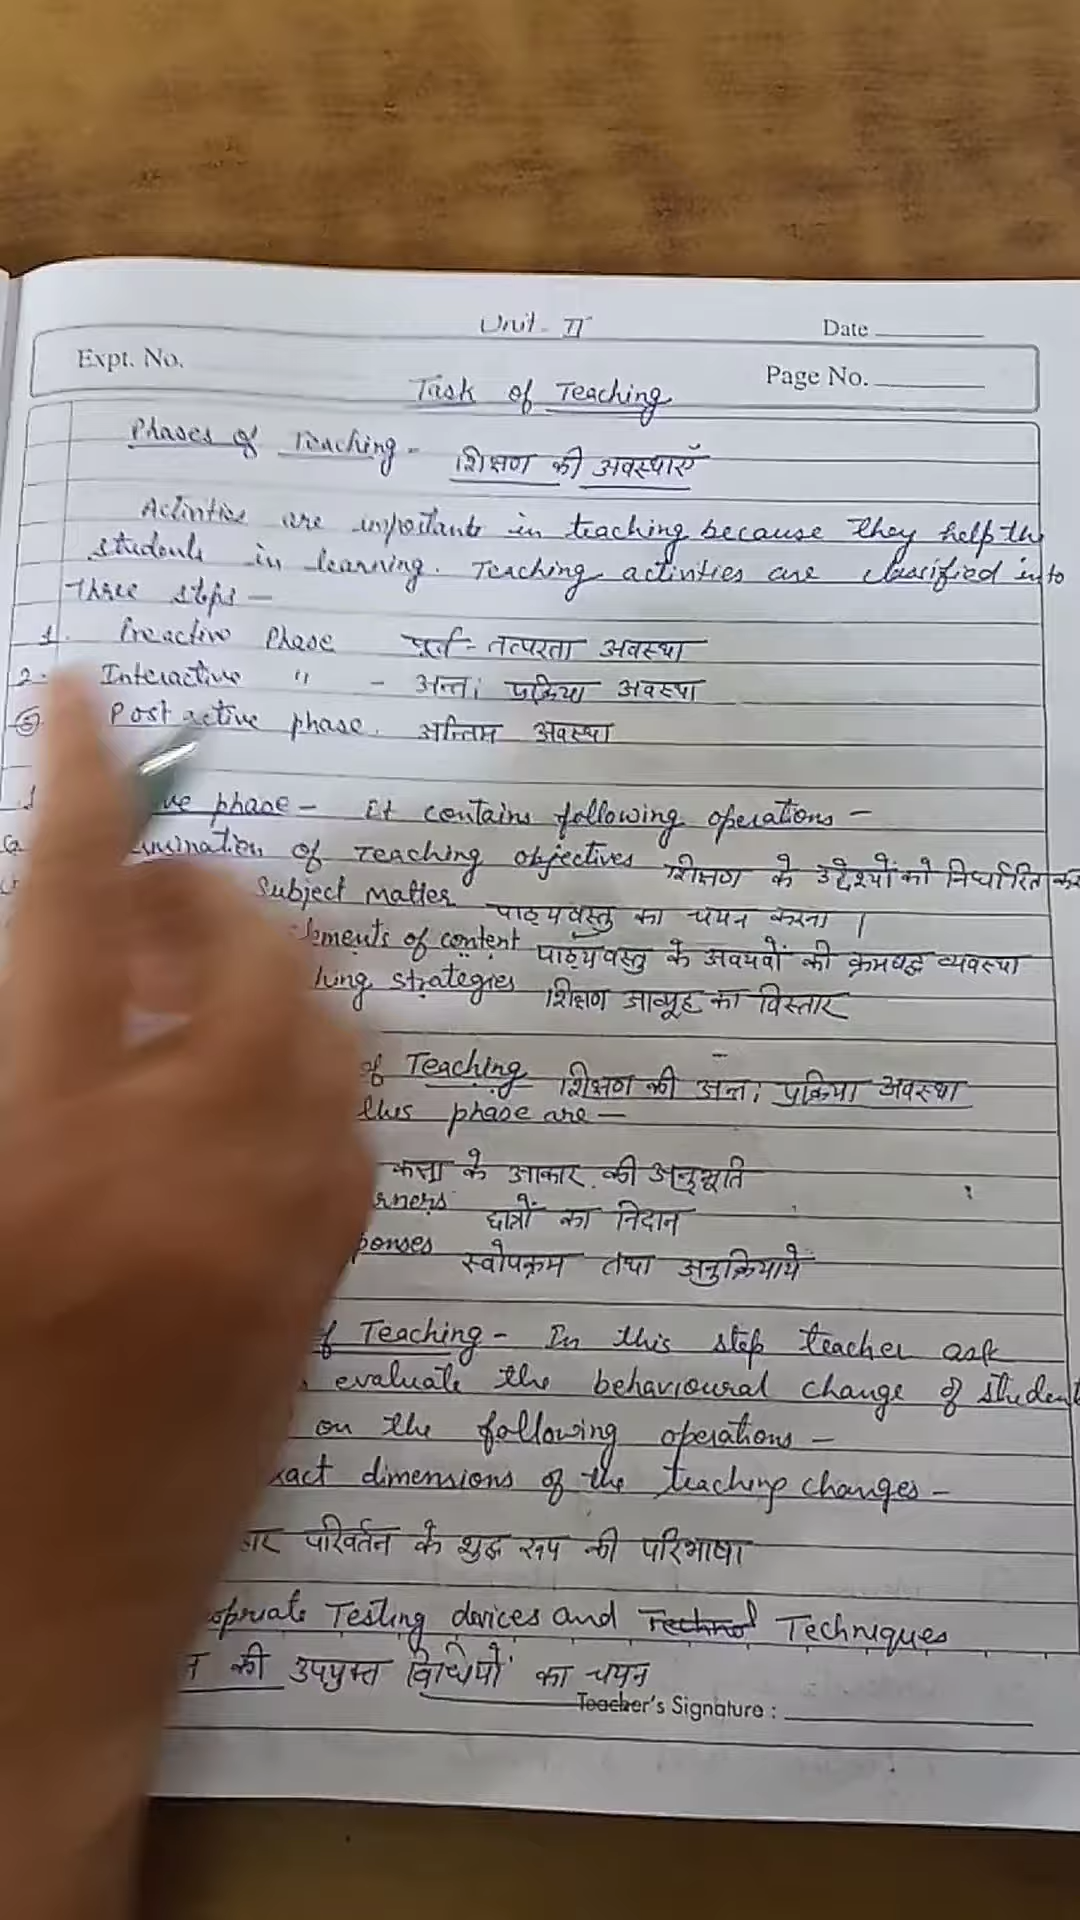 Unit - II
Date
Expt. No.
Page No.
Task of Teaching
Phases of Teaching - शिक्षण की अवस्थाएँ
Activities are importants in teaching because they help the
students in learning. Teaching activities are classified into
three steps -
1. Preactive Phase पूर्व - तत्परता अवस्था
2. Interactive " - अन्तः प्रक्रिया अवस्था
Post active phase. अन्तिम अवस्था
1 phase - It contains following operations -
of Teaching objectives शिक्षण के उद्देश्यों को निर्धारित
Subject Matter पाठ्यवस्तु का चयन करना ।
of content पाठ्यवस्तु के अवयवों की क्रमबद्ध व्यवस्था
strategies शिक्षण आव्यूह का विस्तार
of Teaching शिक्षण की अन्तः प्रक्रिया अवस्था
this phase are -
कक्षा के आकार की अनुभूति
छात्रों का निदान
स्वोपक्रम तथा अनुक्रियायें
of Teaching - In this step teacher ask
evaluate the behavioural change of student
on the following operations -
dimensions of the teaching changes -
परिवर्तन के शुद्ध रूप की परिभाषा
Testing devices and Techniques
की उपयुक्त विधियों का चयन
Teacher's Signature :